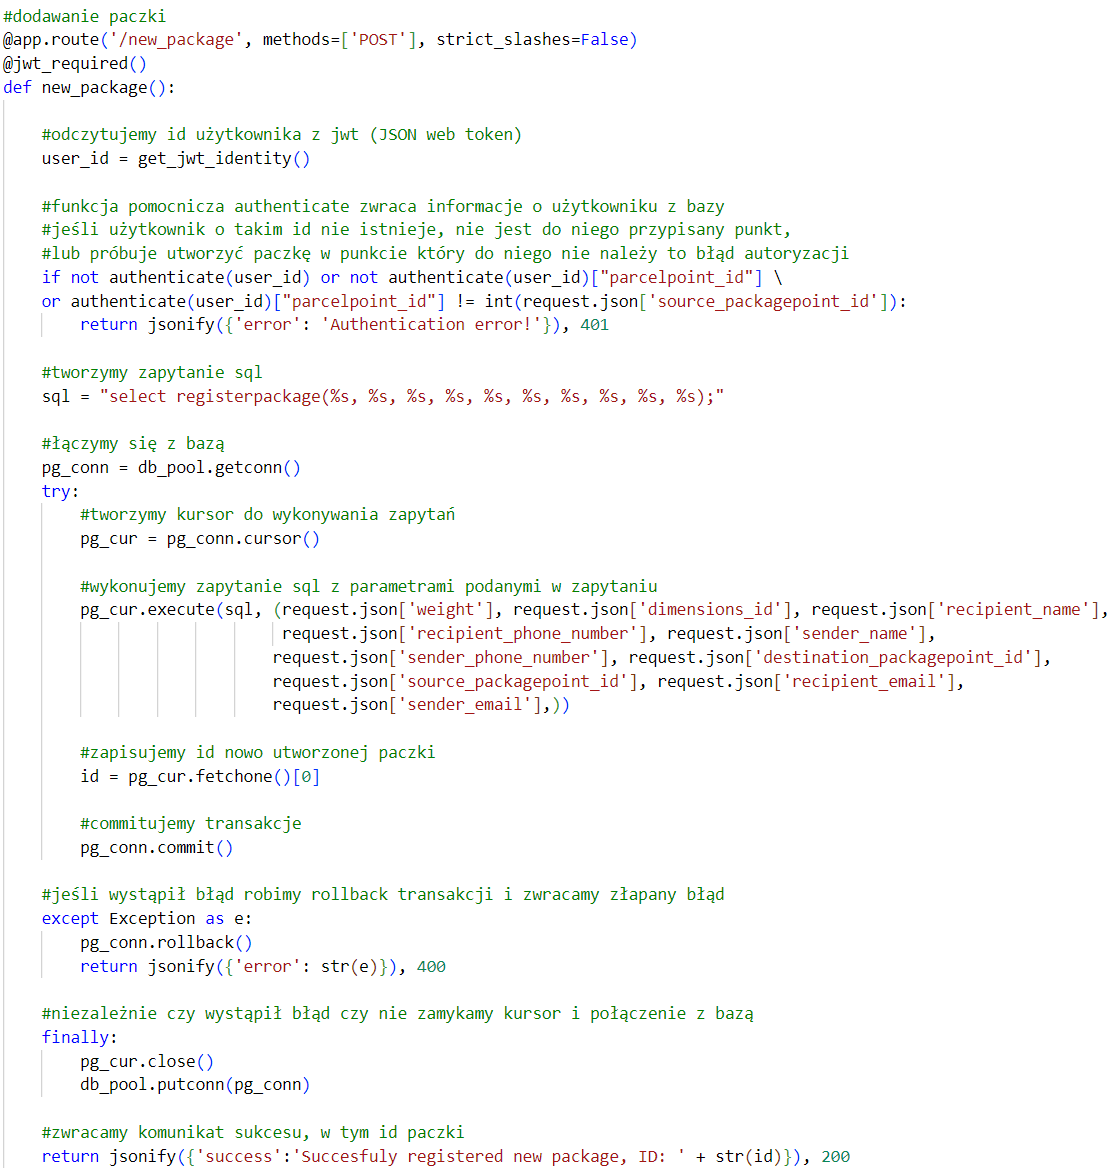 #dodawanie paczki
@app.route('/new_package', methods=['POST'], strict_slashes=False)
@jwt_required()
def new_package():
#odczytujemy id użytkownika z jwt (JSON web token)
user_id = get_jwt_identity()
#funkcja pomocnicza authenticate zwraca informacje o użytkowniku z bazy
#jeśli użytkownik o takim id nie istnieje, nie jest do niego przypisany punkt,
#lub próbuje utworzyć paczkę w punkcie który do niego nie należy to błąd autoryzacji
if not authenticate(user_id) or not authenticate(user_id)["parcelpoint_id"] \
or authenticate(user_id)["parcelpoint_id"] != int(request.json['source_packagepoint_id']):
return jsonify({'error': 'Authentication error!'}), 401
#tworzymy zapytanie sql
sql = "select registerpackage(%s, %s, %s, %s, %s, %s, %s, %s, %s, %s);"
#łączymy się z bazą
pg_conn = db_pool.getconn()
try:
#tworzymy kursor do wykonywania zapytań
pg_cur = pg_conn.cursor()
#wykonujemy zapytanie sql z parametrami podanymi w zapytaniu
pg_cur.execute(sql, (request.json['weight'], request.json['dimensions_id'], request.json['recipient_name'],
request.json['recipient_phone_number'], request.json['sender_name'],
request.json['sender_phone_number'], request.json['destination_packagepoint_id'],
request.json['source_packagepoint_id'], request.json['recipient_email'],
request.json['sender_email'],))
#zapisujemy id nowo utworzonej paczki
id = pg_cur.fetchone()[0]
#commitujemy transakcje
pg_conn.commit()
#jeśli wystąpił błąd robimy rollback transakcji i zwracamy złapany błąd
except Exception as e:
pg_conn.rollback()
return jsonify({'error': str(e)}), 400
#niezależnie czy wystąpił błąd czy nie zamykamy kursor i połączenie z bazą
finally:
pg_cur.close()
db_pool.putconn(pg_conn)
#zwracamy komunikat sukcesu, w tym id paczki
return jsonify({'success':'Succesfuly registered new package, ID: ' + str(id)}), 200